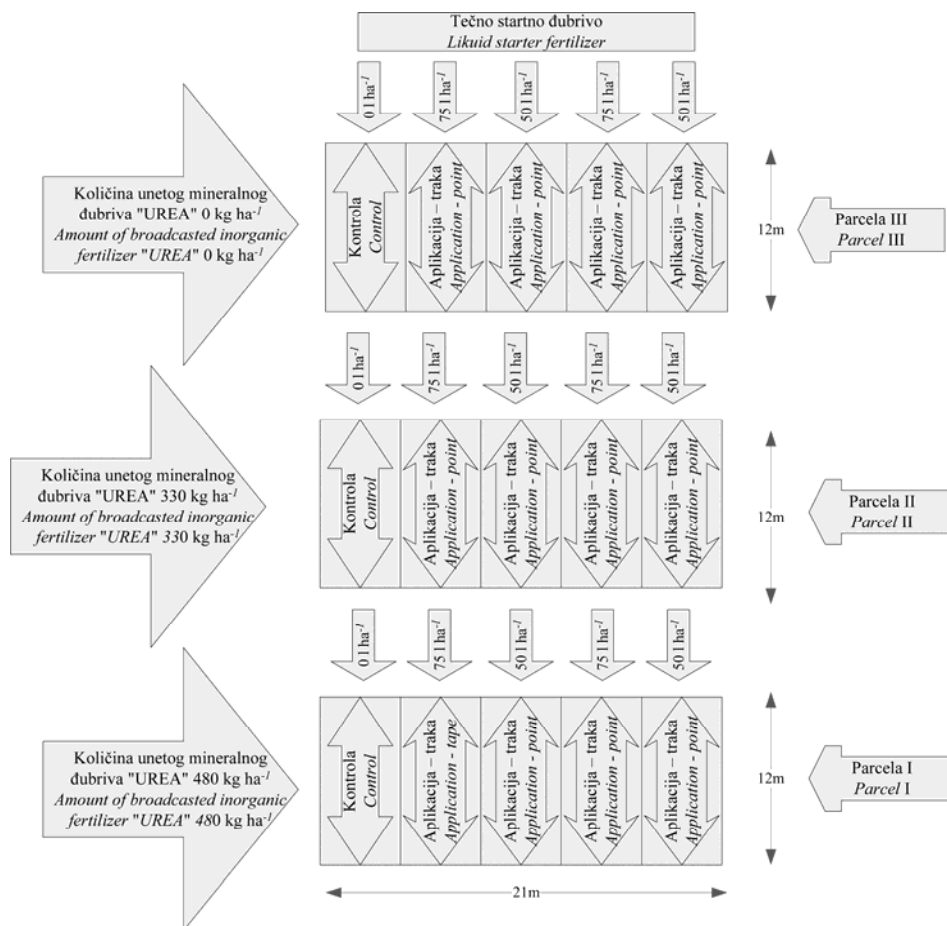 Tečno startno đubrivo
Likuid starter fertilizer
0 l ha-1
75 l ha-1
50 l ha-1
75 l ha-1
50 l ha-1
Količina unetog mineralnog
đubriva "UREA" 0 kg ha-1
Amount of broadcasted inorganic
fertilizer "UREA" 0 kg ha-1
Kontrola
Control
Aplikacija – traka
Application - point
Aplikacija – traka
Application - point
Aplikacija – traka
Application - point
Aplikacija – traka
Application - point
12m
Parcela III
Parcel III
0 l ha-1
75 l ha-1
50 l ha-1
75 l ha-1
50 l ha-1
Količina unetog mineralnog
đubriva "UREA" 330 kg ha-1
Amount of broadcasted inorganic
fertilizer "UREA" 330 kg ha-1
Kontrola
Control
Aplikacija – traka
Application - point
Aplikacija – traka
Application - point
Aplikacija – traka
Application - point
Aplikacija – traka
Application - point
12m
Parcela II
Parcel II
0 l ha-1
75 l ha-1
50 l ha-1
75 l ha-1
50 l ha-1
Količina unetog mineralnog
đubriva "UREA" 480 kg ha-1
Amount of broadcasted inorganic
fertilizer "UREA" 480 kg ha-1
Kontrola
Control
Aplikacija – traka
Application - tape
Aplikacija – traka
Application - point
Aplikacija – traka
Application - point
Aplikacija – traka
Application - point
12m
Parcela I
Parcel I
21m